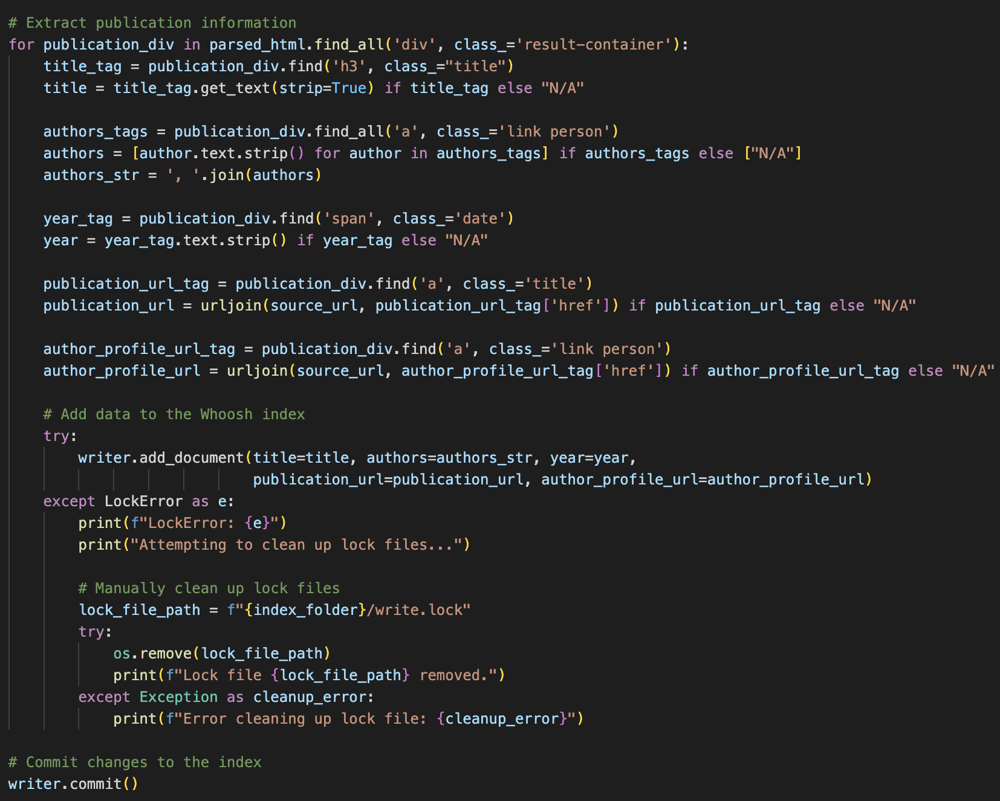 # Extract publication information
for publication_div in parsed_html.find_all('div', class_='result-container'):
    title_tag = publication_div.find('h3', class_="title")
    title = title_tag.get_text(strip=True) if title_tag else "N/A"

    authors_tags = publication_div.find_all('a', class_='link person')
    authors = [author.text.strip() for author in authors_tags] if authors_tags else ["N/A"]
    authors_str = ', '.join(authors)

    year_tag = publication_div.find('span', class_='date')
    year = year_tag.text.strip() if year_tag else "N/A"

    publication_url_tag = publication_div.find('a', class_='title')
    publication_url = urljoin(source_url, publication_url_tag['href']) if publication_url_tag else "N/A"

    author_profile_url_tag = publication_div.find('a', class_='link person')
    author_profile_url = urljoin(source_url, author_profile_url_tag['href']) if author_profile_url_tag else "N/A"

    # Add data to the Whoosh index
    try:
        writer.add_document(title=title, authors=authors_str, year=year,
                            publication_url=publication_url, author_profile_url=author_profile_url)
    except LockError as e:
        print(f"LockError: {e}")
        print("Attempting to clean up lock files...")

        # Manually clean up lock files
        lock_file_path = f"{index_folder}/write.lock"
        try:
            os.remove(lock_file_path)
            print(f"Lock file {lock_file_path} removed.")
        except Exception as cleanup_error:
            print(f"Error cleaning up lock file: {cleanup_error}")

# Commit changes to the index
writer.commit()